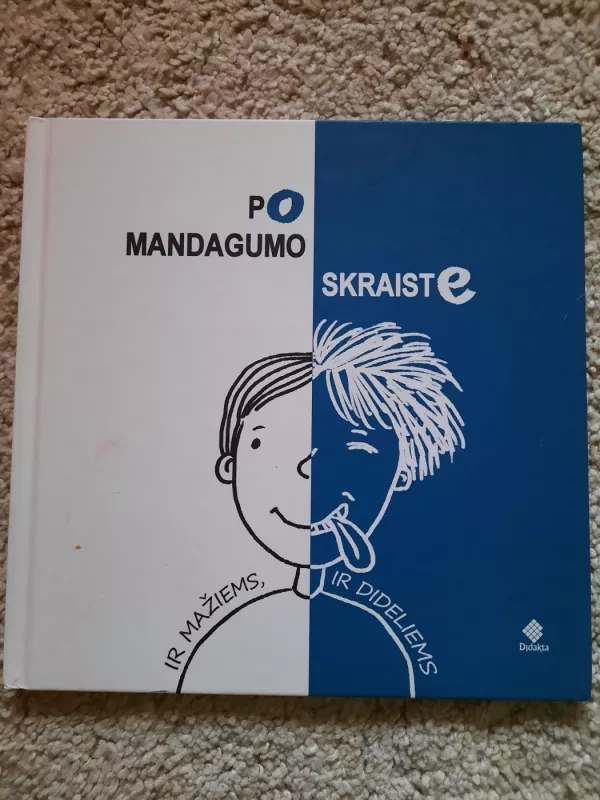 PO
MANDAGUMO
SKRAISTe
IR MAŽIEMS,
IR DIDELIEMS
Didakta